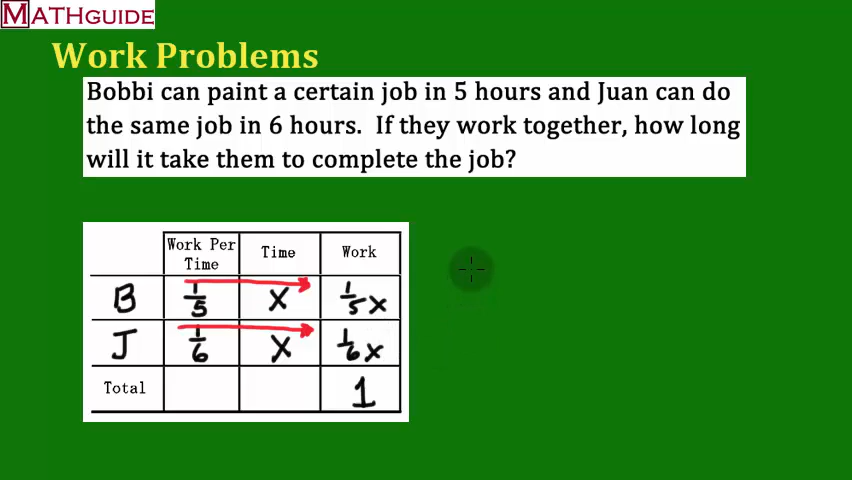 MATHGUIDE
Work Problems
Bobbi can paint a certain job in 5 hours and Juan can do
the same job in 6 hours. If they work together, how long
will it take them to complete the job?
Work Per Time Time Work
B 1/5 X 1/5 X
J 1/6 X 1/6 X
Total 1